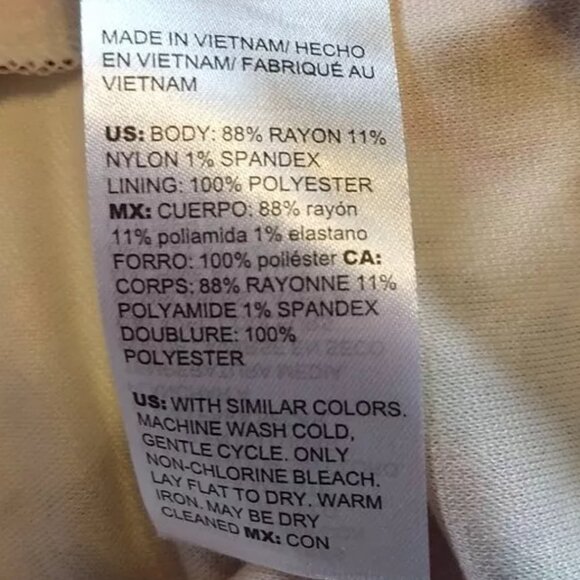 MADE IN VIETNAM/ HECHO
EN VIETNAM/ FABRIQUÉ AU
VIETNAM
US: BODY: 88% RAYON 11%
NYLON 1% SPANDEX
LINING: 100% POLYESTER
MX: CUERPO: 88% rayón
11% poliamida 1% elastano
FORRO: 100% poliéster CA:
CORPS: 88% RAYONNE 11%
POLYAMIDE 1% SPANDEX
DOUBLURE: 100%
POLYESTER
US: WITH SIMILAR COLORS.
MACHINE WASH COLD,
GENTLE CYCLE. ONLY
NON-CHLORINE BLEACH.
LAY FLAT TO DRY. WARM
IRON. MAY BE DRY
CLEANED MX: CON